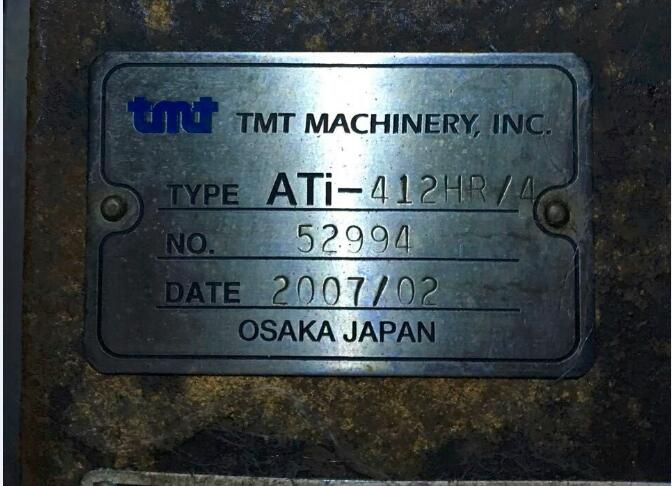 tmt TMT MACHINERY, INC.
TYPE ATi-412HR/4
NO. 52994
DATE 2007/02
OSAKA JAPAN